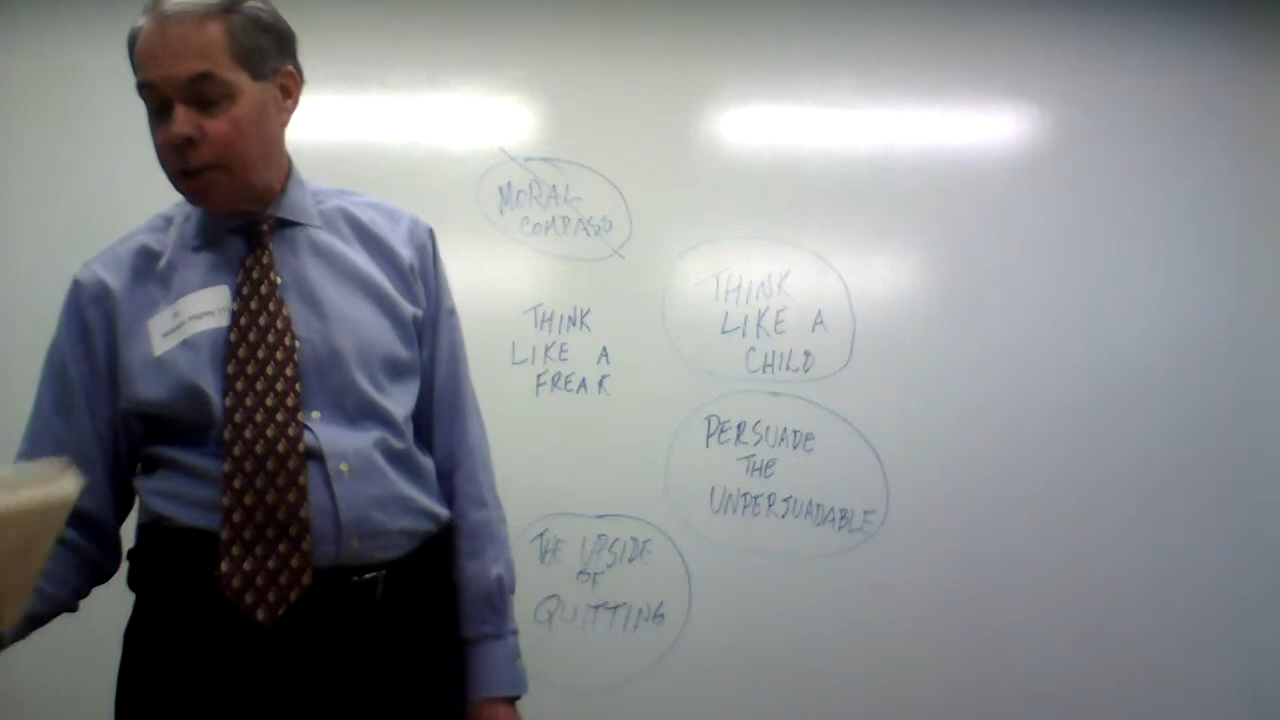 MORAL
COMPASS
THINK
LIKE A
FREAK
THINK
LIKE A
CHILD
PERSUADE
THE
UNPERSUADABLE
THE UPSIDE
OF
QUITTING